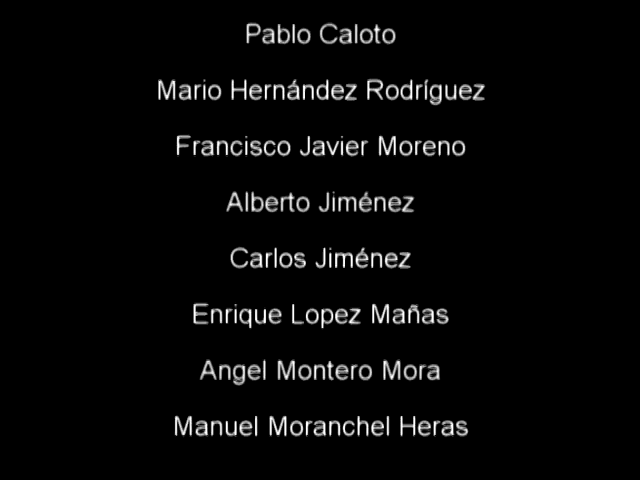 Pablo Caloto
Mario Hernández Rodríguez
Francisco Javier Moreno
Alberto Jiménez
Carlos Jiménez
Enrique Lopez Mañas
Angel Montero Mora
Manuel Moranchel Heras